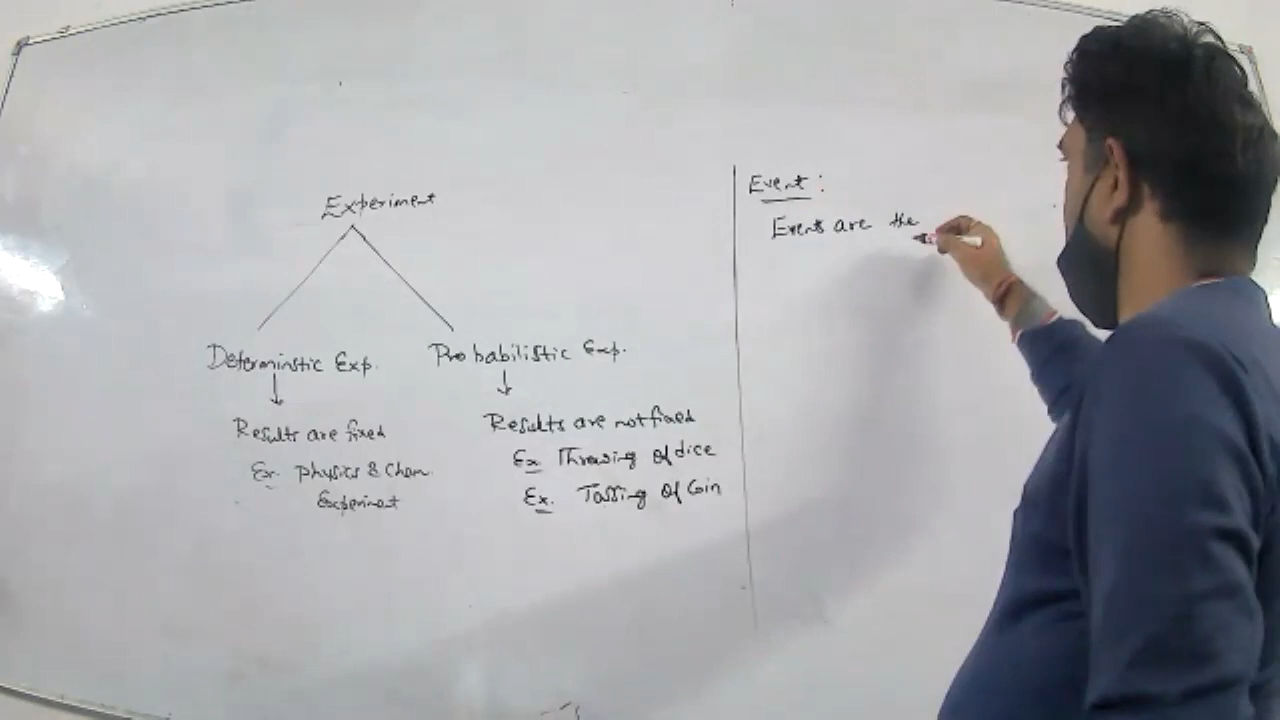 Experiment
Deterministic Exp.
Results are fixed
Ex. Physics & Chem.
Experiment
Probabilistic Exp.
Results are not fixed
Ex Throwing of dice
Ex. Tossing of Coin
Event :
Events are the